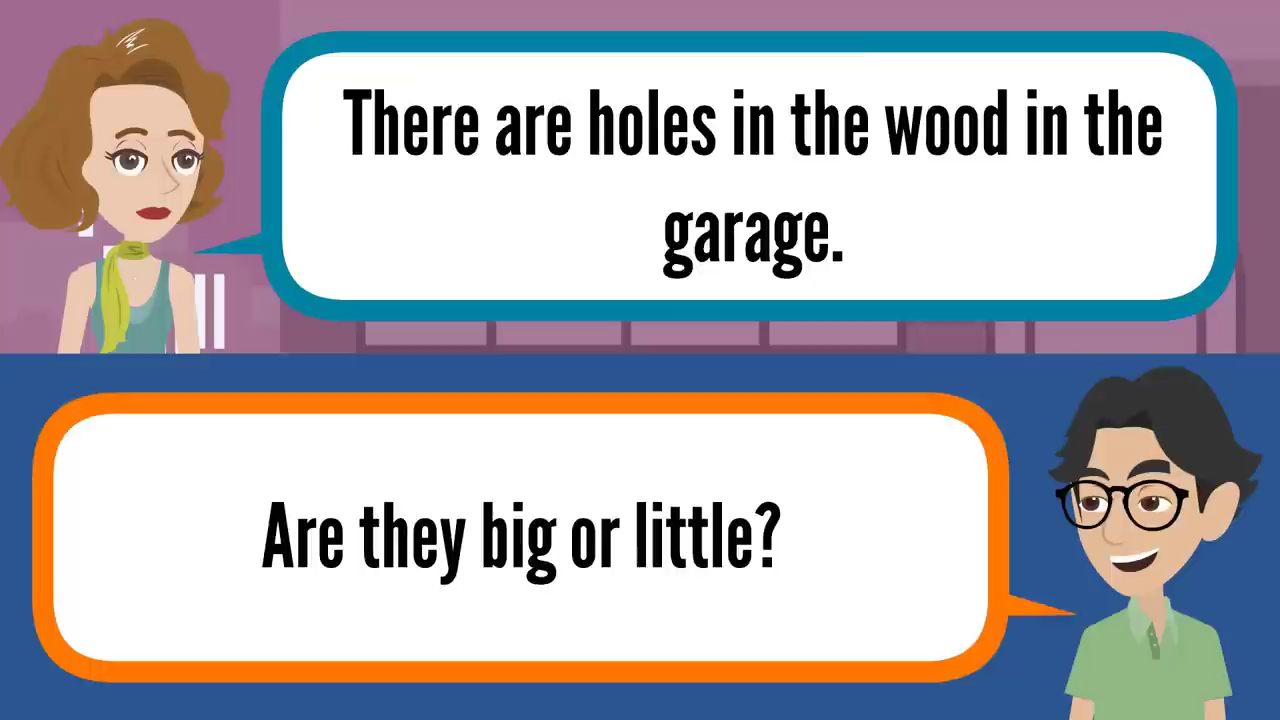 There are holes in the wood in the
garage.
Are they big or little?